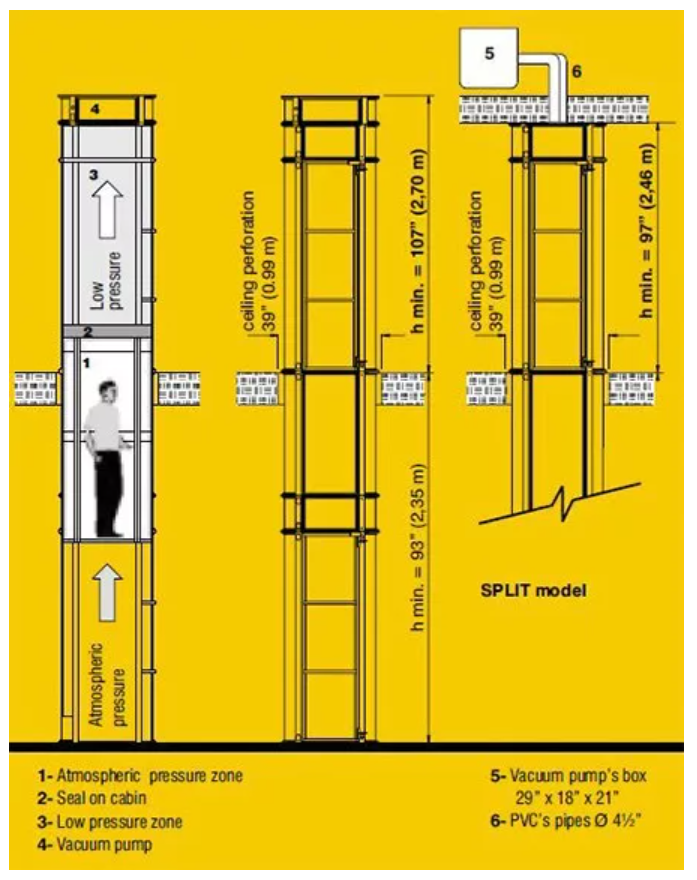 5
6
4
3
Low
pressure
2
1
Atmospheric
pressure
ceiling perforation
39” (0.99 m)
h min. = 107” (2,70 m)
h min. = 93” (2,35 m)
ceiling perforation
39” (0.99 m)
h min. = 97” (2,46 m)
SPLIT model
1- Atmospheric pressure zone
2- Seal on cabin
3- Low pressure zone
4- Vacuum pump
5- Vacuum pump's box
29” x 18” x 21”
6- PVC's pipes Ø 4½”